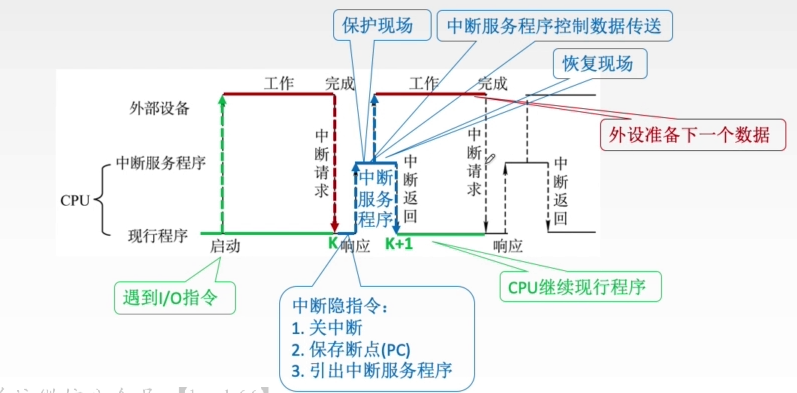 保护现场
中断服务程序控制数据传送
恢复现场
工作
完成
工作
完成
外部设备
外设准备下一个数据
中断请求
中断请求
中断服务程序
中断服务程序
中断返回
中断返回
CPU
现行程序
启动
K
响应
K+1
响应
遇到I/O指令
CPU继续现行程序
中断隐指令：
1. 关中断
2. 保存断点(PC)
3. 引出中断服务程序